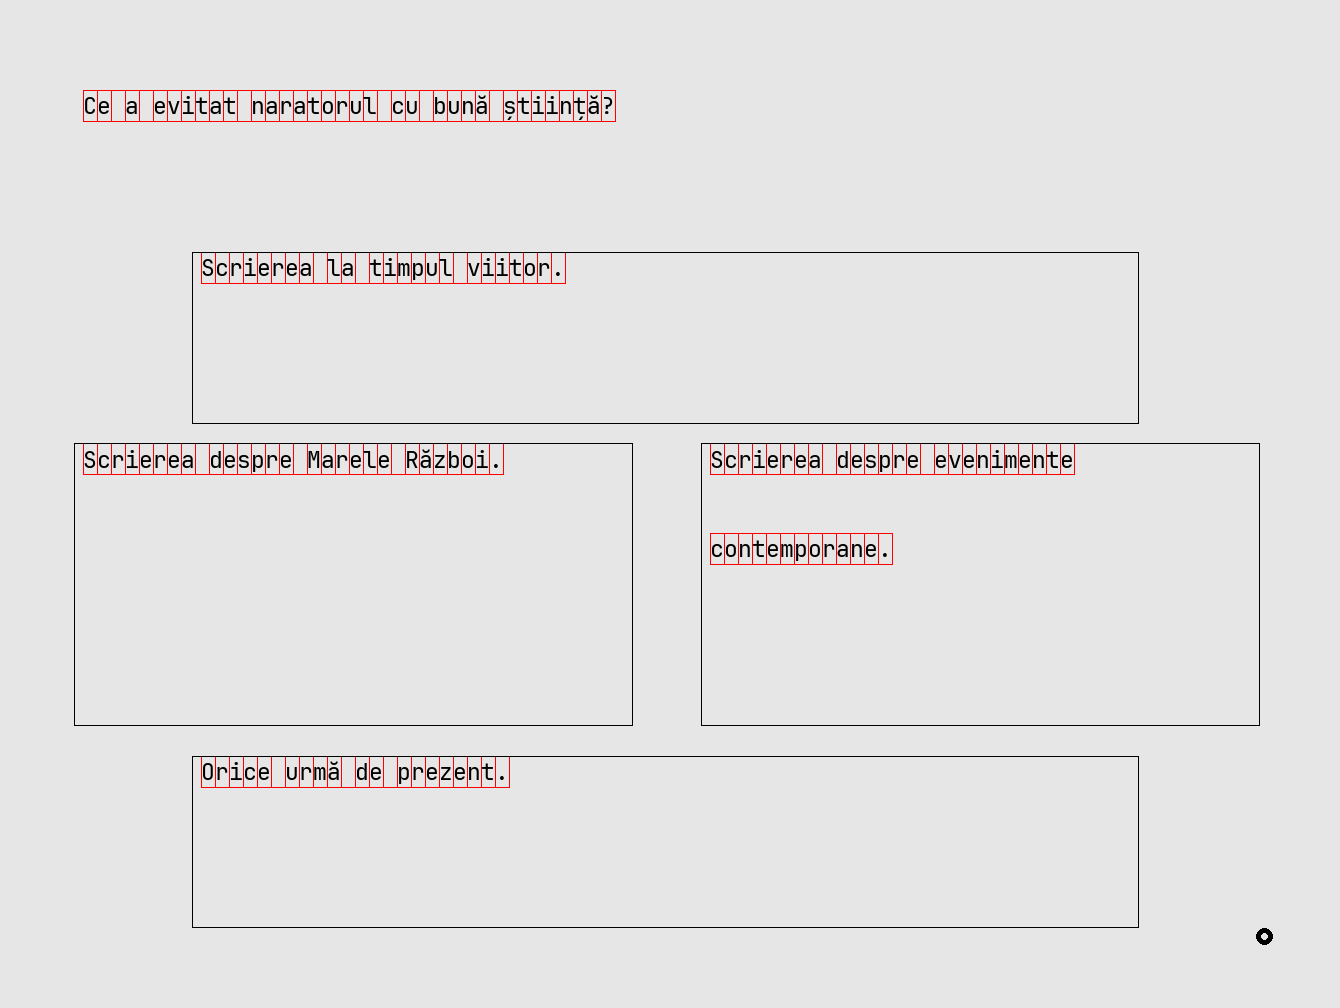 Ce a evitat naratorul cu bună știință?
Scrierea la timpul viitor.
Scrierea despre Marele Război.
Scrierea despre evenimente
contemporane.
Orice urmă de prezent.